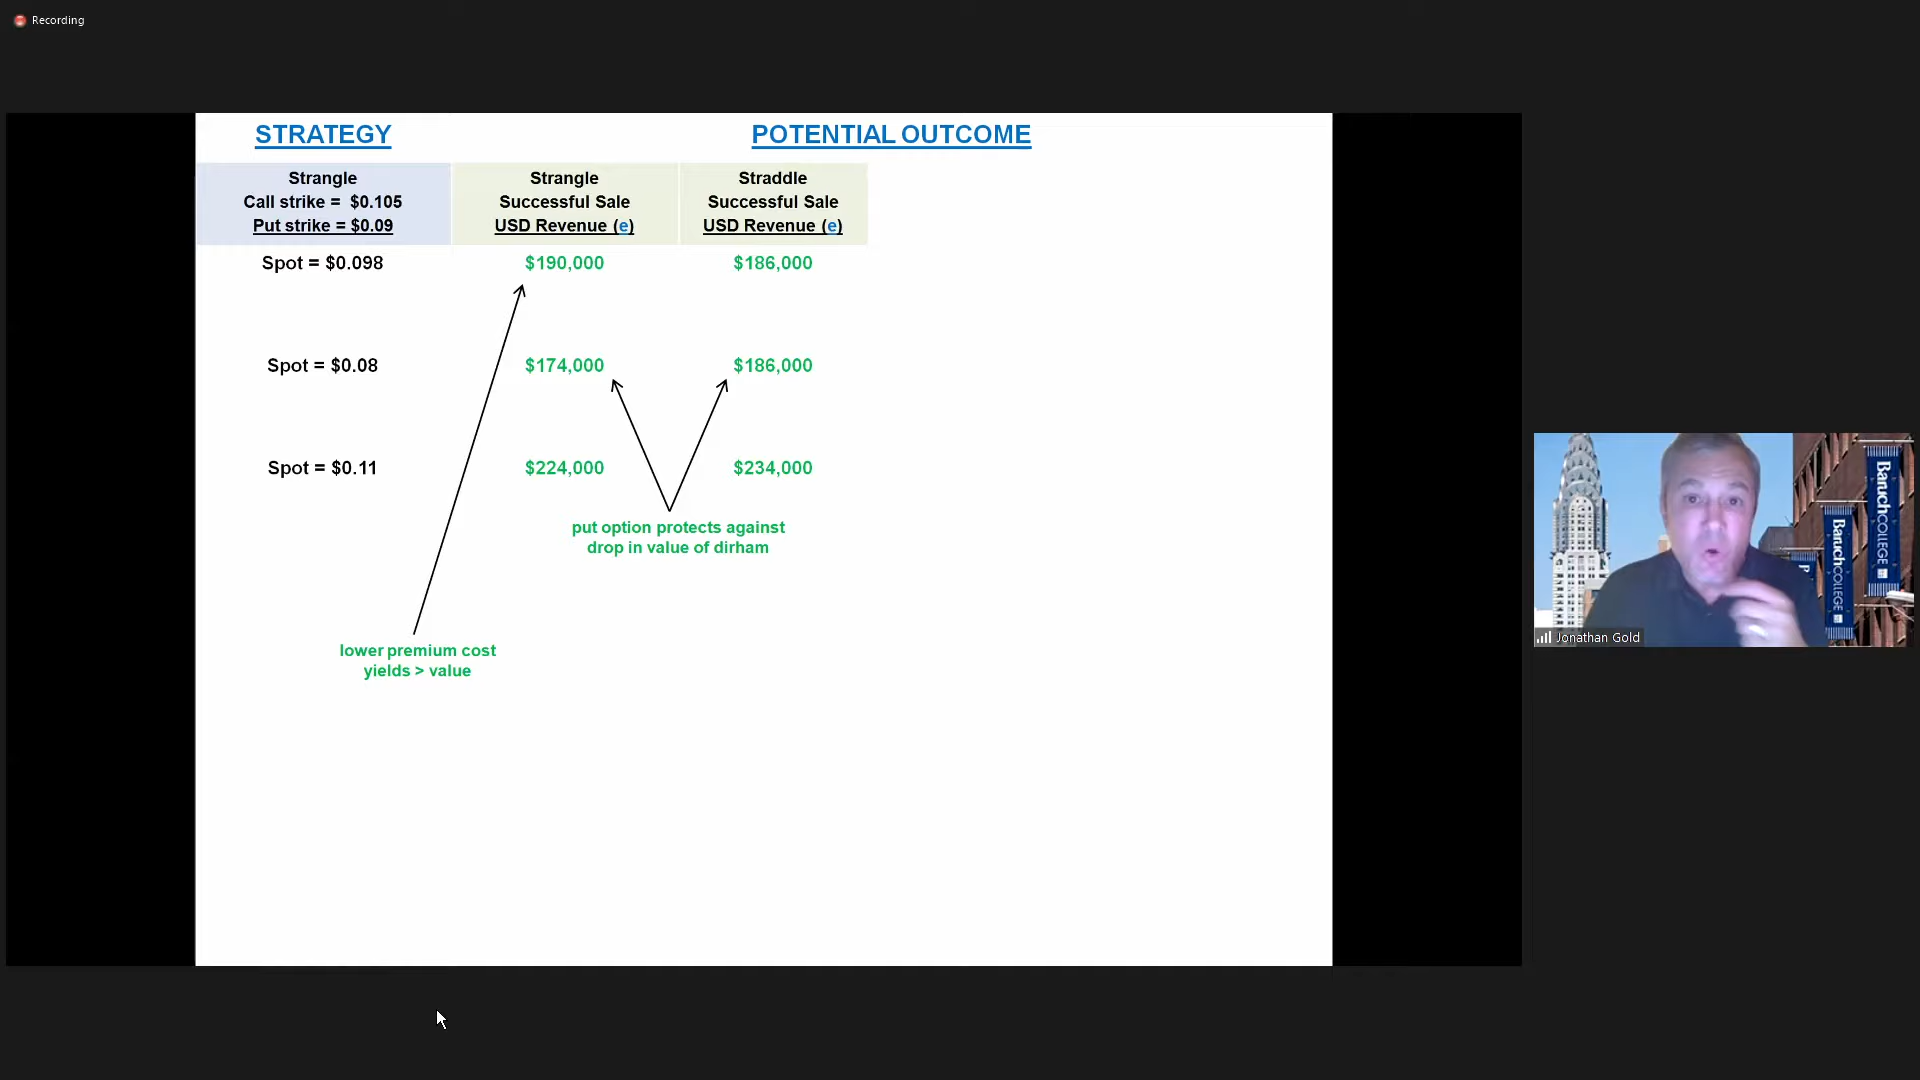 Recording
STRATEGY
POTENTIAL OUTCOME
Strangle
Call strike = $0.105
Put strike = $0.09
Strangle
Successful Sale
USD Revenue (e)
Straddle
Successful Sale
USD Revenue (e)
Spot = $0.098
$190,000
$186,000
Spot = $0.08
$174,000
$186,000
Spot = $0.11
$224,000
$234,000
put option protects against
drop in value of dirham
lower premium cost
yields > value
Baruch COLLEGE
Baruch COLLEGE
P
Jonathan Gold